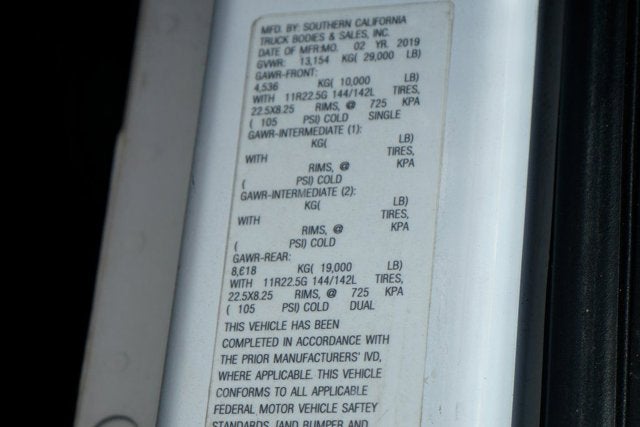 MFD. BY: SOUTHERN CALIFORNIA
TRUCK BODIES & SALES, INC.
DATE OF MFR:MO. 02 YR. 2019
GVWR: 13,154 KG( 29,000 LB)
GAWR-FRONT:
4,536 KG( 10,000 LB)
WITH 11R22.5G 144/142L TIRES,
22.5X8.25 RIMS, @ 725 KPA
( 105 PSI) COLD SINGLE
GAWR-INTERMEDIATE (1):
KG( LB)
WITH TIRES,
RIMS, @ KPA
( PSI) COLD
GAWR-INTERMEDIATE (2):
KG( LB)
WITH TIRES,
RIMS, @ KPA
( PSI) COLD
GAWR-REAR:
8,618 KG( 19,000 LB)
WITH 11R22.5G 144/142L TIRES,
22.5X8.25 RIMS, @ 725 KPA
( 105 PSI) COLD DUAL
THIS VEHICLE HAS BEEN
COMPLETED IN ACCORDANCE WITH
THE PRIOR MANUFACTURERS' IVD,
WHERE APPLICABLE. THIS VEHICLE
CONFORMS TO ALL APPLICABLE
FEDERAL MOTOR VEHICLE SAFTEY
STANDARDS, [AND BUMPER AND